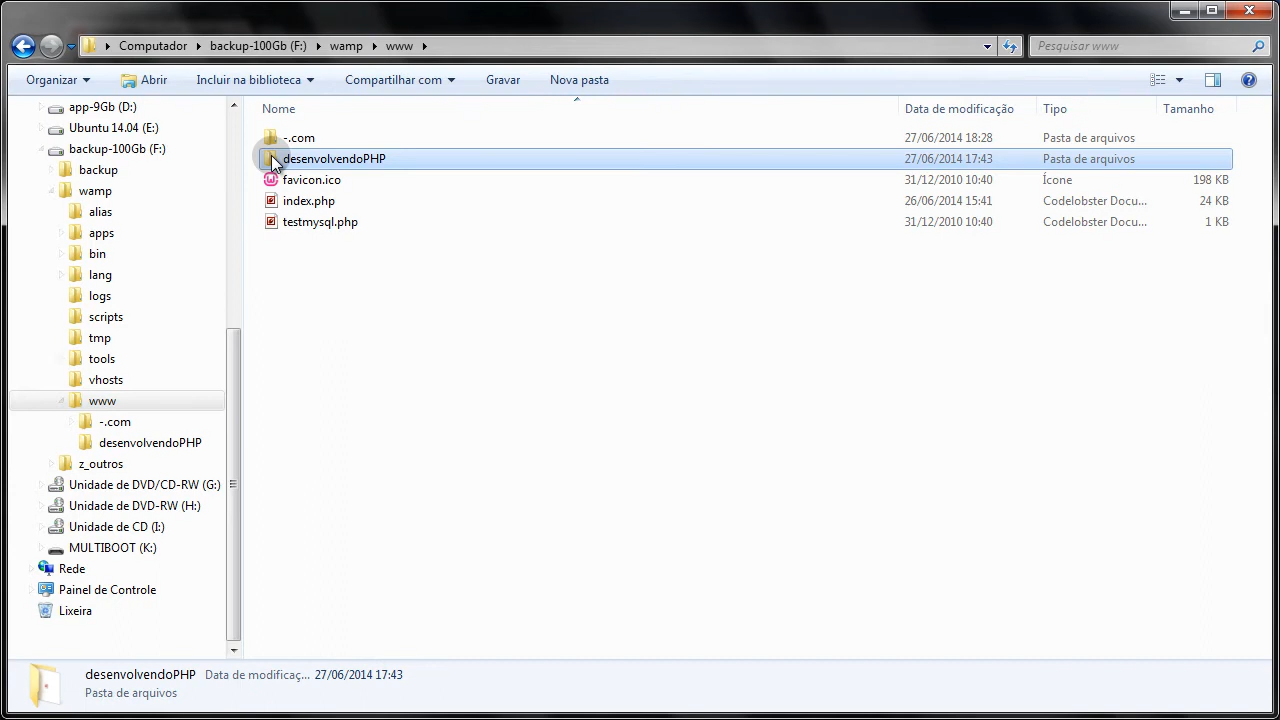 Computador backup-100Gb (F:) wamp www Pesquisar www
Organizar Abrir Incluir na biblioteca Compartilhar com Gravar Nova pasta
app-9Gb (D:)
Ubuntu 14.04 (E:)
backup-100Gb (F:)
backup
wamp
alias
apps
bin
lang
logs
scripts
tmp
tools
vhosts
www
-.com
desenvolvendoPHP
z_outros
Unidade de DVD/CD-RW (G:)
Unidade de DVD-RW (H:)
Unidade de CD (I:)
MULTIBOOT (K:)
Rede
Painel de Controle
Lixeira
Nome Data de modificação Tipo Tamanho
-.com 27/06/2014 18:28 Pasta de arquivos
desenvolvendoPHP 27/06/2014 17:43 Pasta de arquivos
favicon.ico 31/12/2010 10:40 Ícone 198 KB
index.php 26/06/2014 15:41 Codelobster Docu... 24 KB
testmysql.php 31/12/2010 10:40 Codelobster Docu... 1 KB
desenvolvendoPHP Data de modificaç... 27/06/2014 17:43
Pasta de arquivos